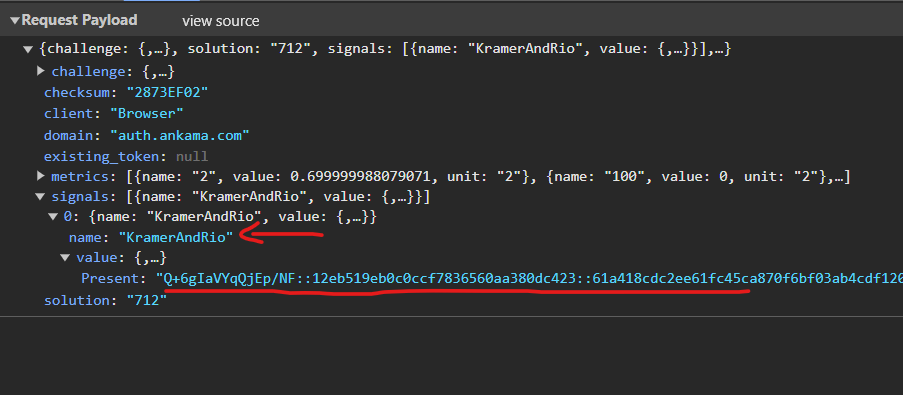 Request Payload view source
{challenge: {,…}, solution: "712", signals: [{name: "KramerAndRio", value: {,…}}],…}
challenge: {,…}
checksum: "2873EF02"
client: "Browser"
domain: "auth.ankama.com"
existing_token: null
metrics: [{name: "2", value: 0.699999988079071, unit: "2"}, {name: "100", value: 0, unit: "2"},…]
signals: [{name: "KramerAndRio", value: {,…}}]
0: {name: "KramerAndRio", value: {,…}}
name: "KramerAndRio"
value: {,…}
Present: "Q+6gIaVYqQjEp/NF::12eb519eb0c0ccf7836560aa380dc423::61a418cdc2ee61fc45ca870f6bf03ab4cdf120
solution: "712"